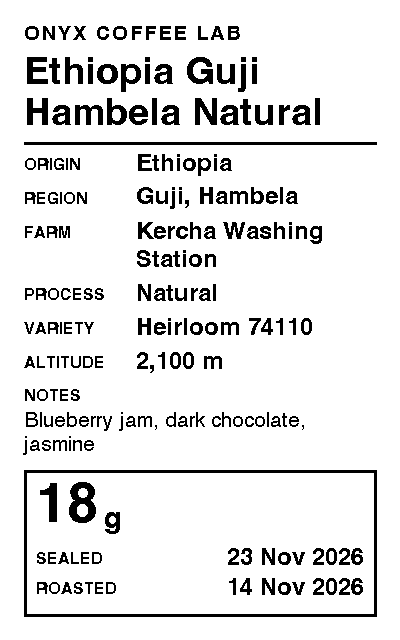 ONYX COFFEE LAB
Ethiopia Guji
Hambela Natural
ORIGIN Ethiopia
REGION Guji, Hambela
FARM Kercha Washing
Station
PROCESS Natural
VARIETY Heirloom 74110
ALTITUDE 2,100 m
NOTES
Blueberry jam, dark chocolate,
jasmine
18 g
SEALED 23 Nov 2026
ROASTED 14 Nov 2026